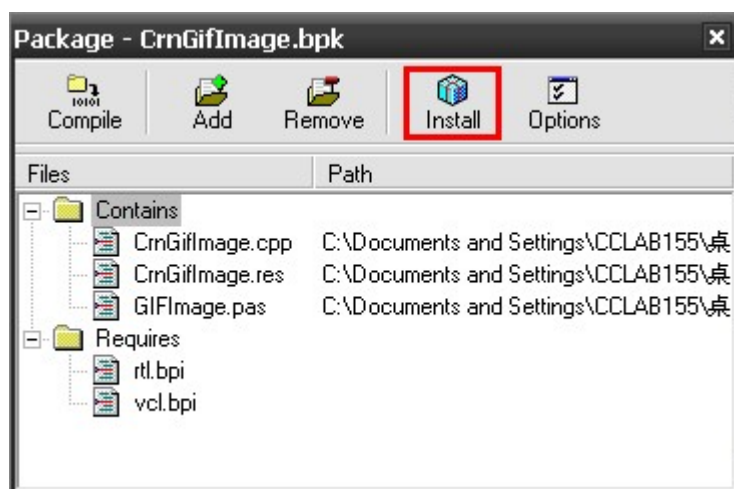 Package - CrnGifImage.bpk
Compile Add Remove Install Options
Files Path
Contains
CrnGifImage.cpp C:\Documents and Settings\CCLAB155\桌
CrnGifImage.res C:\Documents and Settings\CCLAB155\桌
GIFImage.pas C:\Documents and Settings\CCLAB155\桌
Requires
rtl.bpi
vcl.bpi